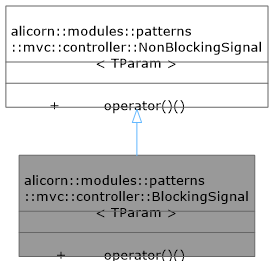 alicorn::modules::patterns
::mvc::controller::NonBlockingSignal
< TParam >
+ operator()()
alicorn::modules::patterns
::mvc::controller::BlockingSignal
< TParam >
+ operator()()